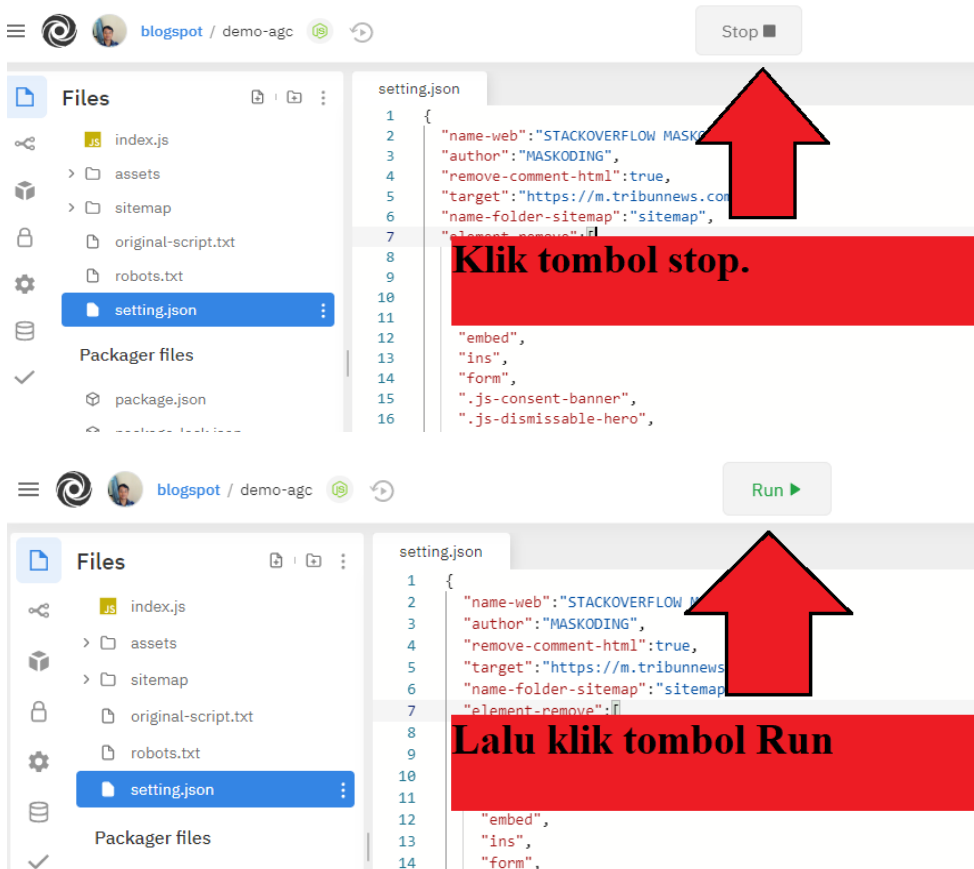 blogspot / demo-agc
Stop
Files
setting.json
index.js
assets
sitemap
original-script.txt
robots.txt
setting.json
Packager files
package.json
1 {
2 "name-web":"STACKOVERFLOW
3 "author":"MASKODING",
4 "remove-comment-html":true,
5 "target":"https://m.tribunnews.com
6 "name-folder-sitemap":"sitemap",
7 "element-remove":[
8
9
10
11
12 "embed",
13 "ins",
14 "form",
15 ".js-consent-banner",
16 ".js-dismissable-hero",
Klik tombol stop.
blogspot / demo-agc
Run
Files
setting.json
index.js
assets
sitemap
original-script.txt
robots.txt
setting.json
Packager files
1 {
2 "name-web":"STACKOVERFLOW
3 "author":"MASKODING",
4 "remove-comment-html":true,
5 "target":"https://m.tribunnews
6 "name-folder-sitemap":"sitemap
7 "element-remove":[
8
9
10
11
12 "embed",
13 "ins",
14 "form",
Lalu klik tombol Run